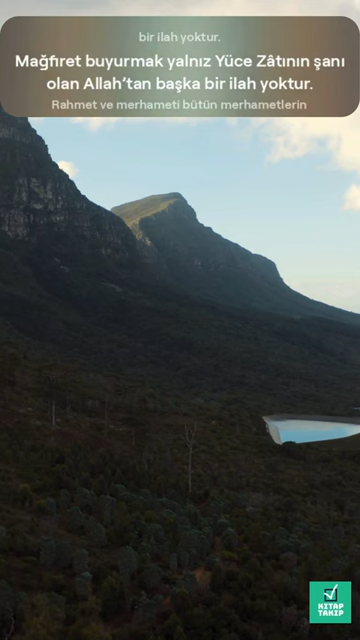 bir ilah yoktur.
Mağfiret buyurmak yalnız Yüce Zâtının şanı
olan Allah’tan başka bir ilah yoktur.
Rahmet ve merhameti bütün merhametlerin
KITAP
TAKIP